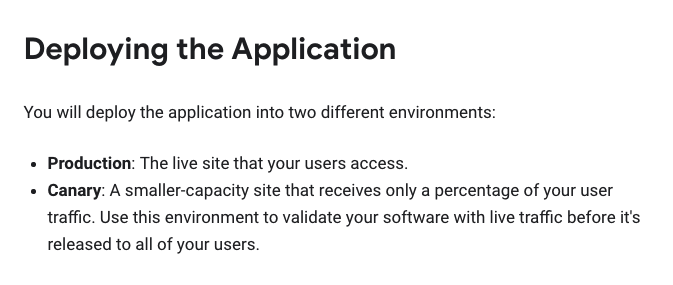 Deploying the Application
You will deploy the application into two different environments:
• Production: The live site that your users access.
• Canary: A smaller-capacity site that receives only a percentage of your user
traffic. Use this environment to validate your software with live traffic before it's
released to all of your users.